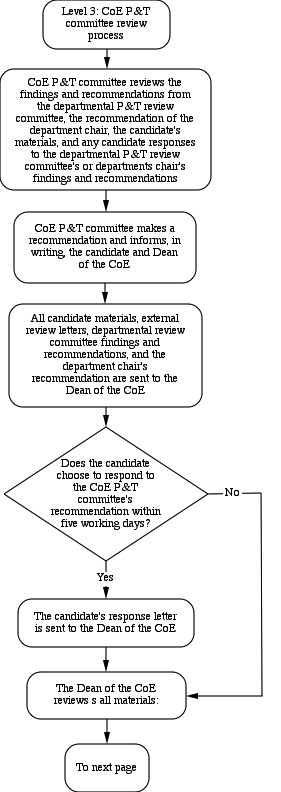 Level 3: CoE P&T
committee review
process
CoE P&T committee reviews the
findings and recommendations from
the departmental P&T review
committee, the recommendation of the
department chair, the candidate's
materials, and any candidate responses
to the departmental P&T review
committee's or departments chair's
findings and recommendations
CoE P&T committee makes a
recommendation and informs, in
writing, the candidate and Dean
of the CoE
All candidate materials, external
review letters, departmental review
committee findings and
recommendations, and the
department chair's
recommendation are sent to the
Dean of the CoE
Does the candidate
choose to respond to
the CoE P&T
committee's
recommendation within
five working days?
No
Yes
The candidate's response letter
is sent to the Dean of the CoE
The Dean of the CoE
reviews s all materials:
To next page